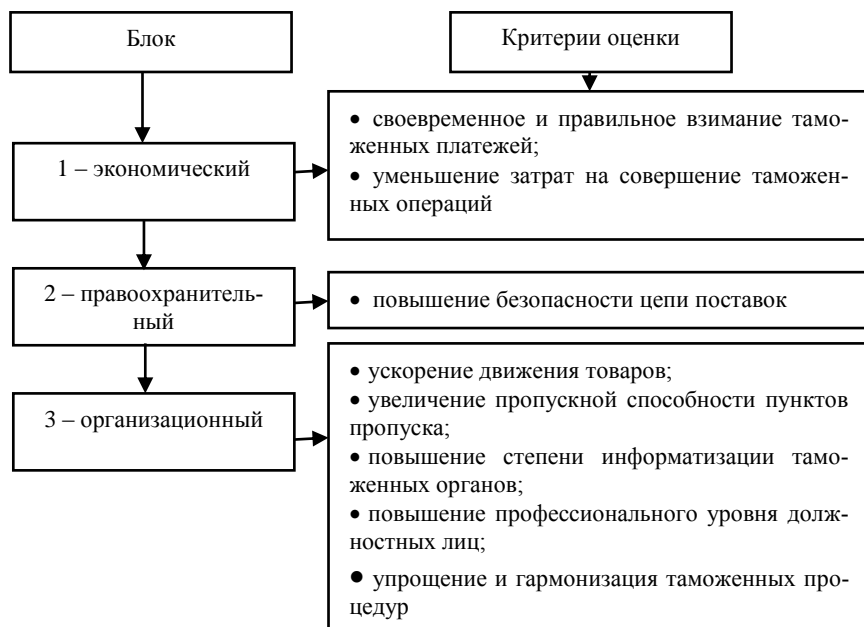 Блок
Критерии оценки
1 – экономический
• своевременное и правильное взимание тамо-
женных платежей;
• уменьшение затрат на совершение таможен-
ных операций
2 – правоохранитель-
ный
• повышение безопасности цепи поставок
3 – организационный
• ускорение движения товаров;
• увеличение пропускной способности пунктов
пропуска;
• повышение степени информатизации тамо-
женных органов;
• повышение профессионального уровня долж-
ностных лиц;
• упрощение и гармонизация таможенных про-
цедур